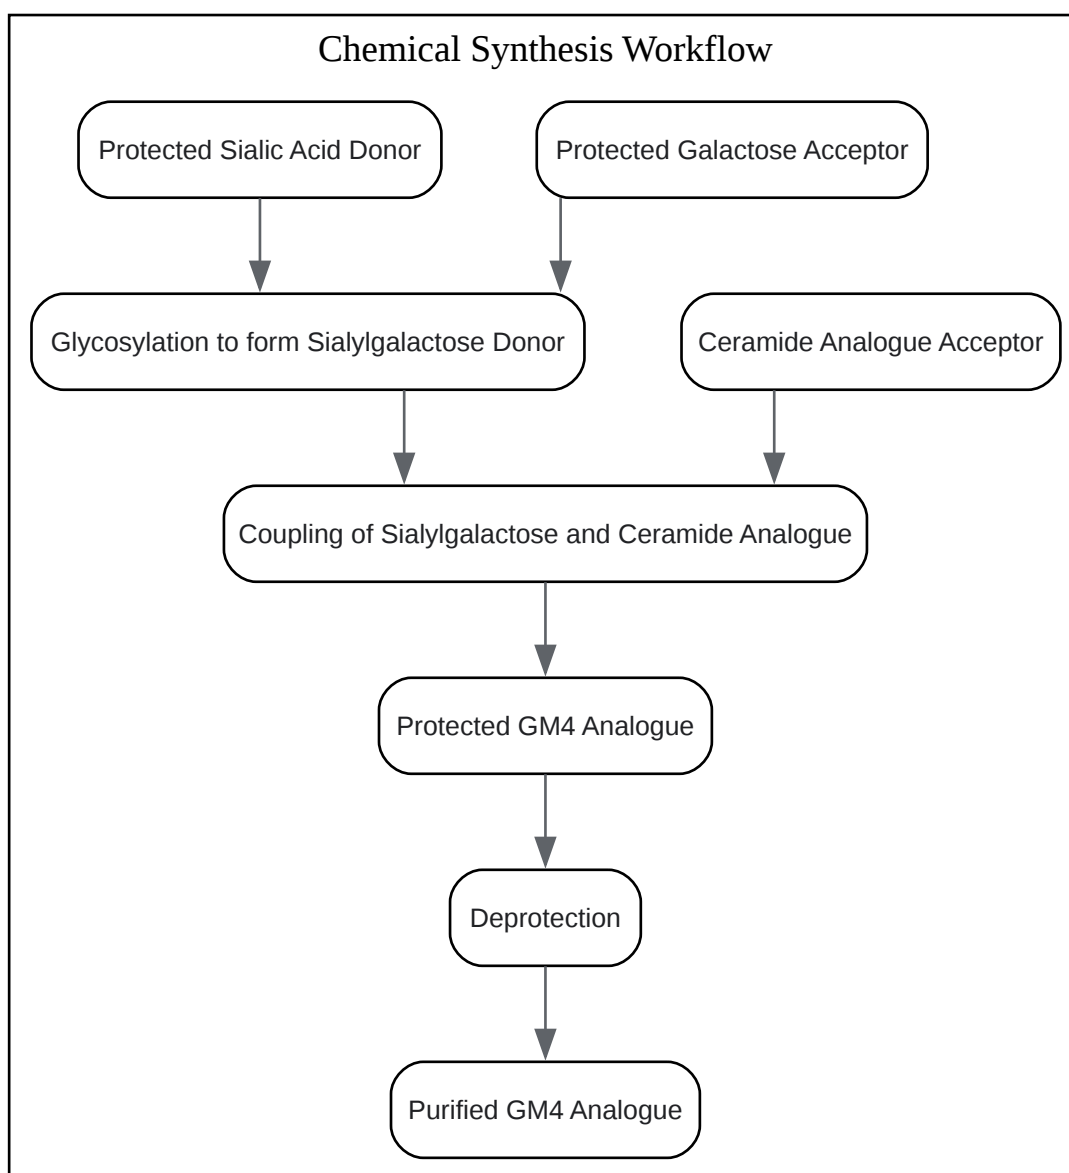 Chemical Synthesis Workflow
Protected Sialic Acid Donor
Protected Galactose Acceptor
Glycosylation to form Sialylgalactose Donor
Ceramide Analogue Acceptor
Coupling of Sialylgalactose and Ceramide Analogue
Protected GM4 Analogue
Deprotection
Purified GM4 Analogue